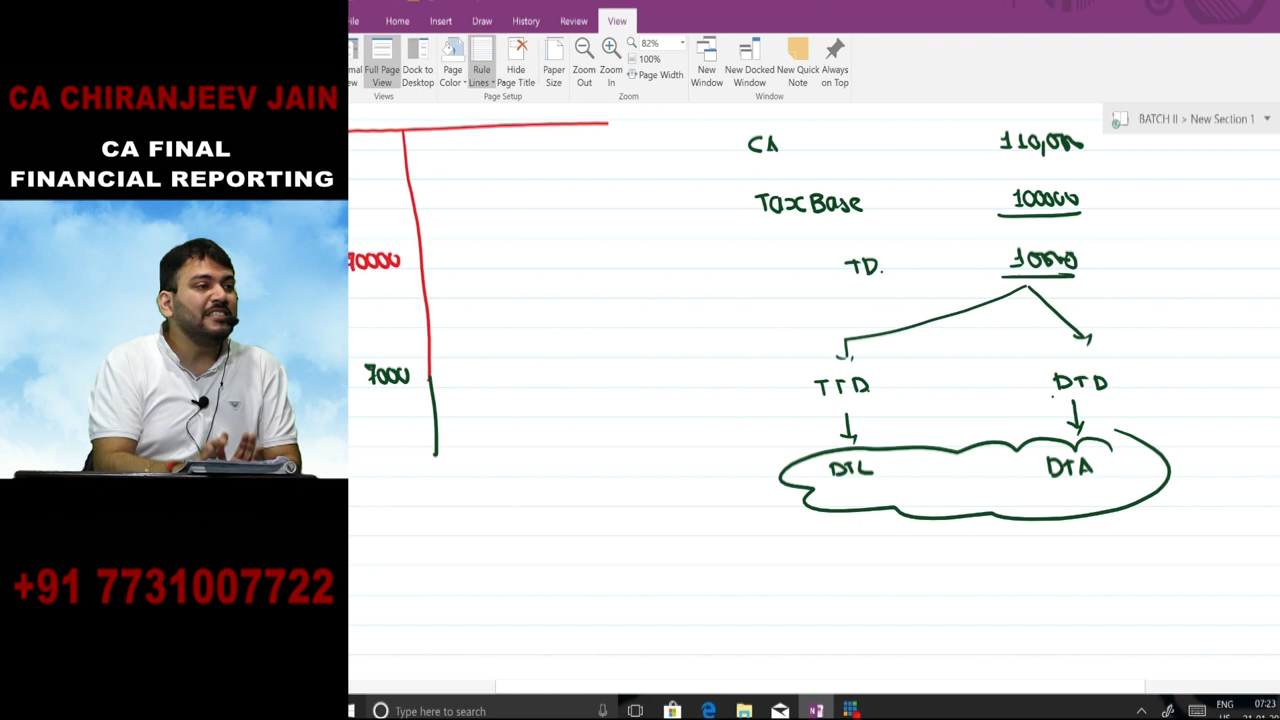 CA CHIRANJEEV JAIN
CA FINAL
FINANCIAL REPORTING
+91 7731007722
File Home Insert Draw History Review View
Full Page View
Dock to Desktop
Page Color
Rule Lines
Hide Page Title
Paper Size
Zoom Out
Zoom In
82%
100%
Page Width
New Window
New Docked Window
New Quick Note
Always on Top
Views
Page Setup
Zoom
Window
BATCH II > New Section 1
CA 110,000
Tax Base 100000
TD. 10000
7000
TTD DTD
DTL DTA
Type here to search
ENG
07:23